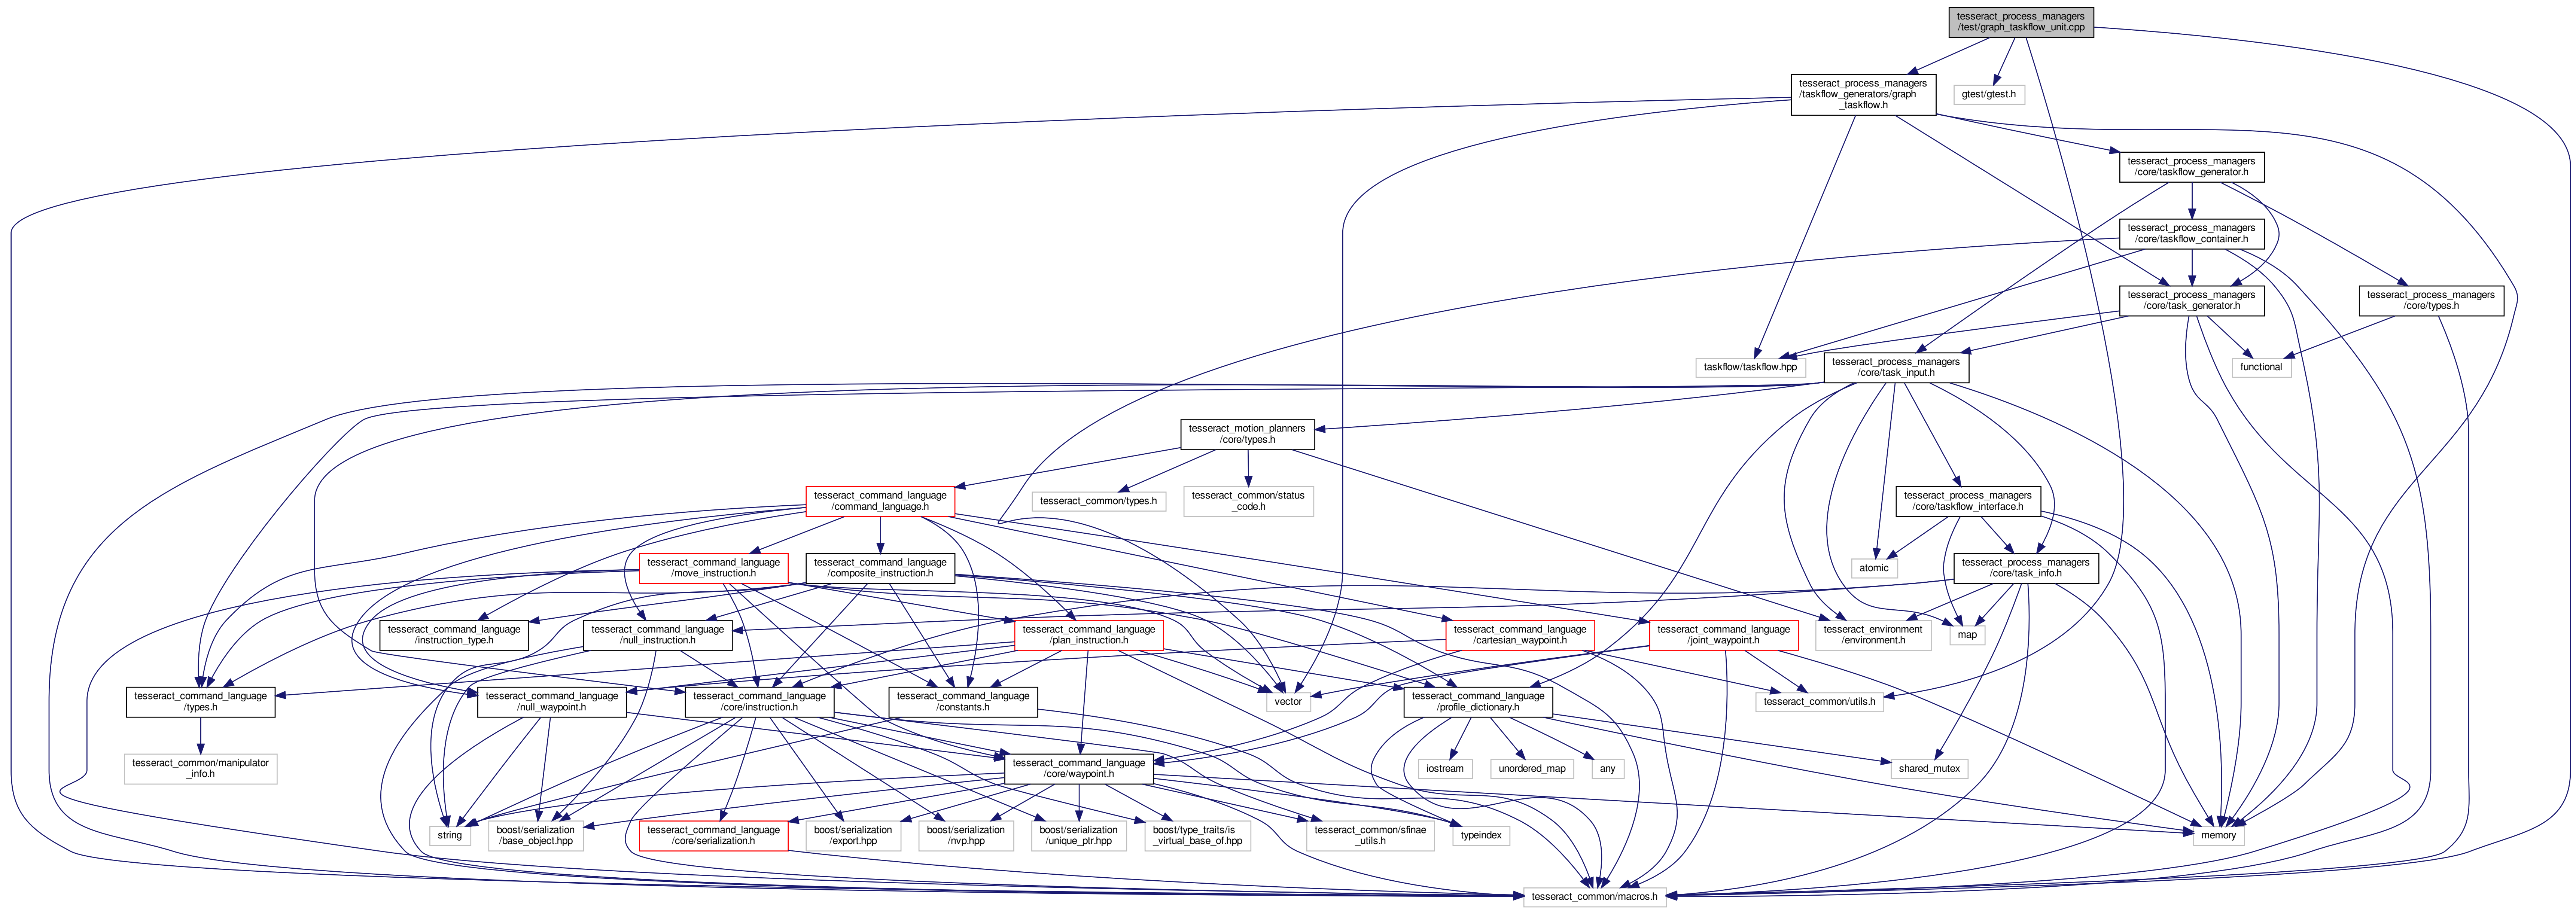 tesseract_process_managers
/test/graph_taskflow_unit.cpp
tesseract_process_managers
/taskflow_generators/graph
_taskflow.h
gtest/gtest.h
tesseract_process_managers
/core/taskflow_generator.h
tesseract_process_managers
/core/taskflow_container.h
tesseract_process_managers
/core/task_generator.h
tesseract_process_managers
/core/types.h
taskflow/taskflow.hpp
tesseract_process_managers
/core/task_input.h
functional
tesseract_motion_planners
/core/types.h
tesseract_command_language
/command_language.h
tesseract_common/types.h
tesseract_common/status
_code.h
tesseract_process_managers
/core/taskflow_interface.h
tesseract_command_language
/move_instruction.h
tesseract_command_language
/composite_instruction.h
atomic
tesseract_process_managers
/core/task_info.h
tesseract_command_language
/instruction_type.h
tesseract_command_language
/null_instruction.h
tesseract_command_language
/plan_instruction.h
tesseract_command_language
/cartesian_waypoint.h
tesseract_command_language
/joint_waypoint.h
tesseract_environment
/environment.h
map
tesseract_command_language
/types.h
tesseract_command_language
/null_waypoint.h
tesseract_command_language
/core/instruction.h
tesseract_command_language
/constants.h
vector
tesseract_command_language
/profile_dictionary.h
tesseract_common/utils.h
tesseract_common/manipulator
_info.h
tesseract_command_language
/core/waypoint.h
iostream
unordered_map
any
shared_mutex
string
boost/serialization
/base_object.hpp
tesseract_command_language
/core/serialization.h
boost/serialization
/export.hpp
boost/serialization
/nvp.hpp
boost/serialization
/unique_ptr.hpp
boost/type_traits/is
_virtual_base_of.hpp
tesseract_common/sfinae
_utils.h
typeindex
memory
tesseract_common/macros.h